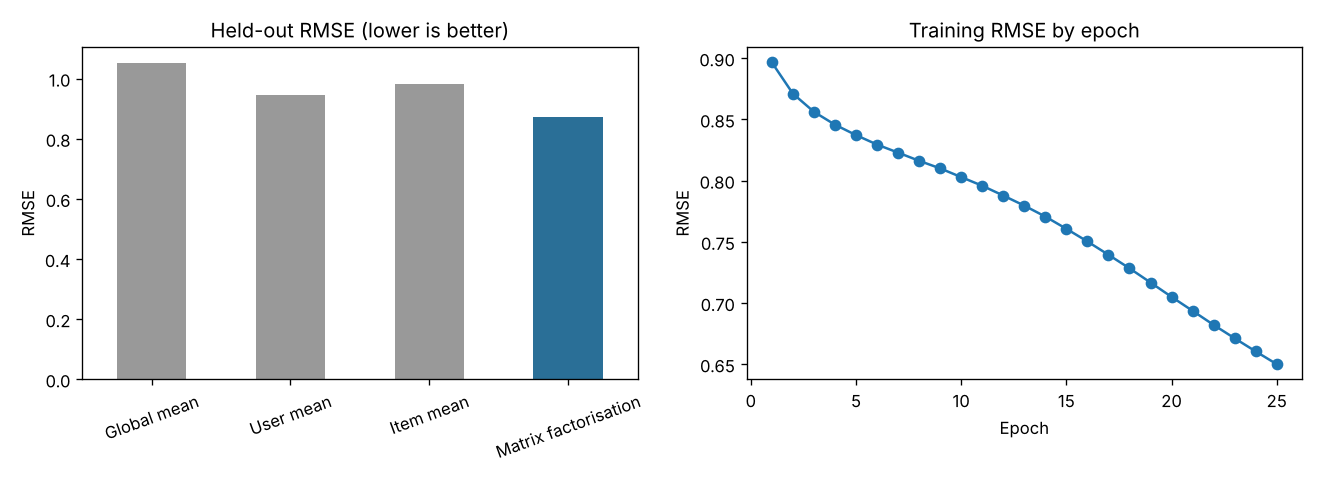 Held-out RMSE (lower is better)
RMSE
1.0
0.8
0.6
0.4
0.2
0.0
Global mean
User mean
Item mean
Matrix factorisation
Training RMSE by epoch
RMSE
0.90
0.85
0.80
0.75
0.70
0.65
0
5
10
15
20
25
Epoch